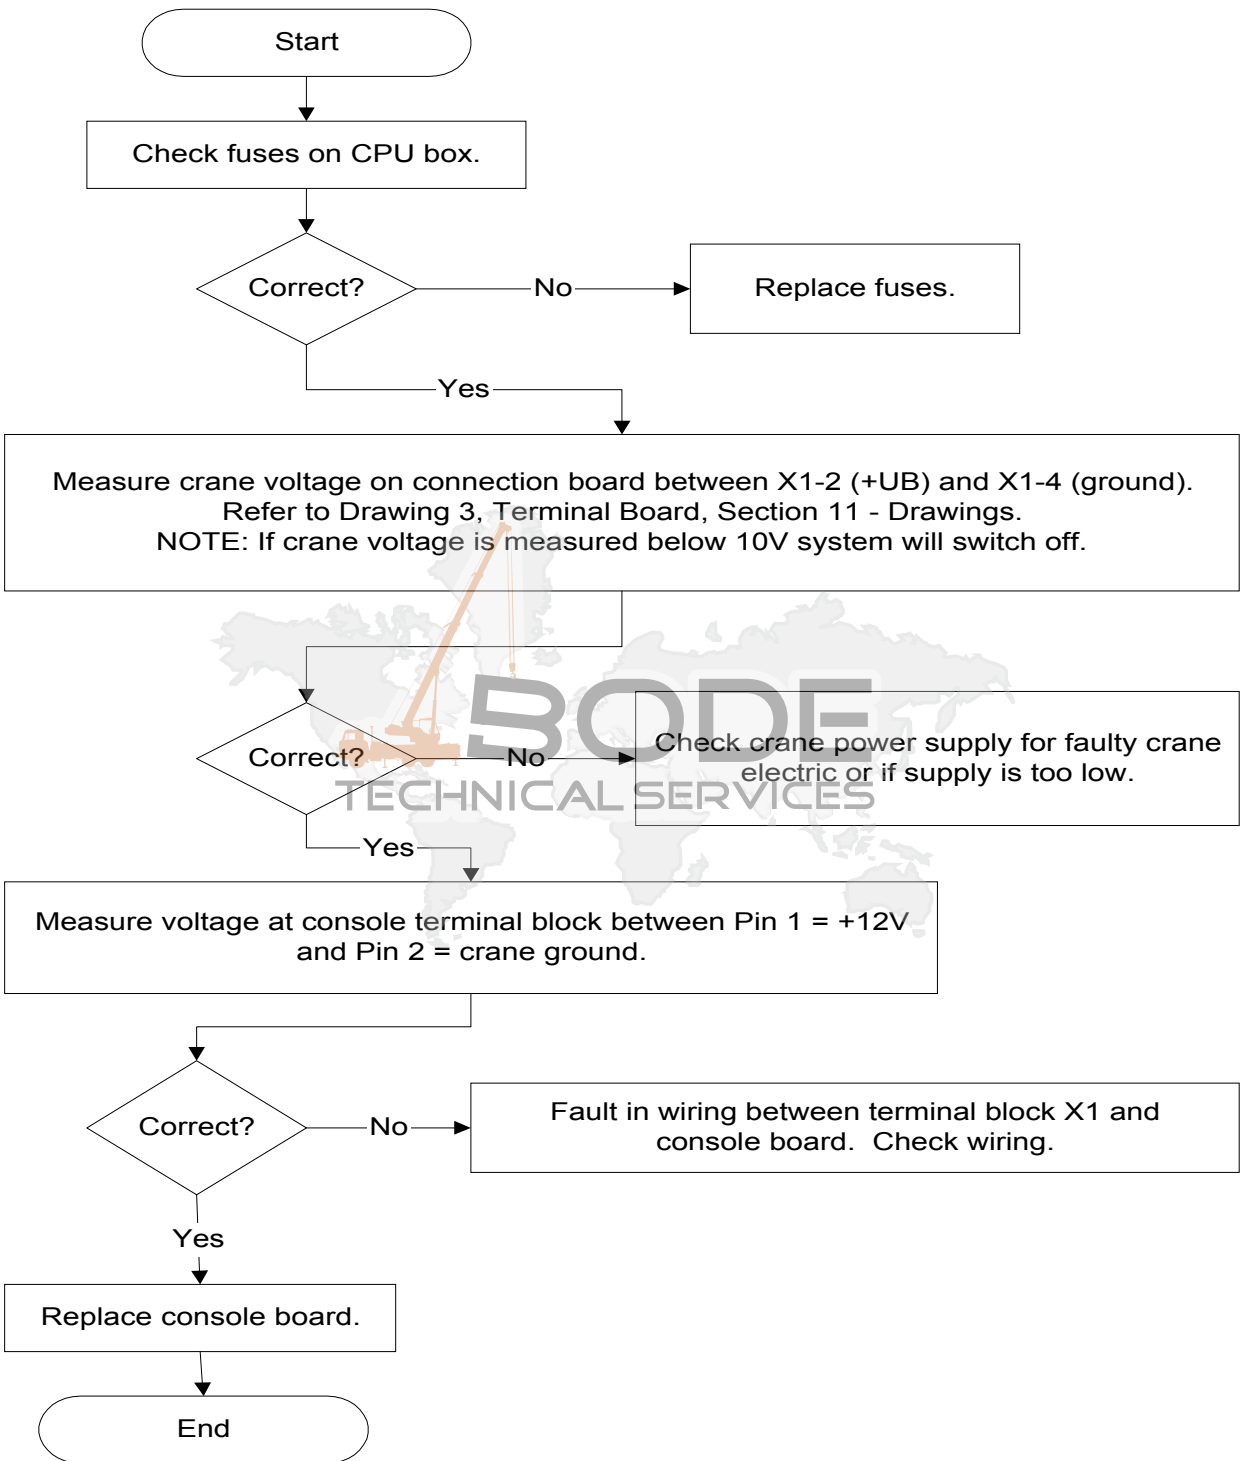 Start
Check fuses on CPU box.
Correct?
No
Replace fuses.
Yes
Measure crane voltage on connection board between X1-2 (+UB) and X1-4 (ground).
Refer to Drawing 3, Terminal Board, Section 11 - Drawings.
NOTE: If crane voltage is measured below 10V system will switch off.
BODE
TECHNICAL SERVICES
Correct?
No
Check crane power supply for faulty crane
electric or if supply is too low.
Yes
Measure voltage at console terminal block between Pin 1 = +12V
and Pin 2 = crane ground.
Correct?
No
Fault in wiring between terminal block X1 and
console board.  Check wiring.
Yes
Replace console board.
End